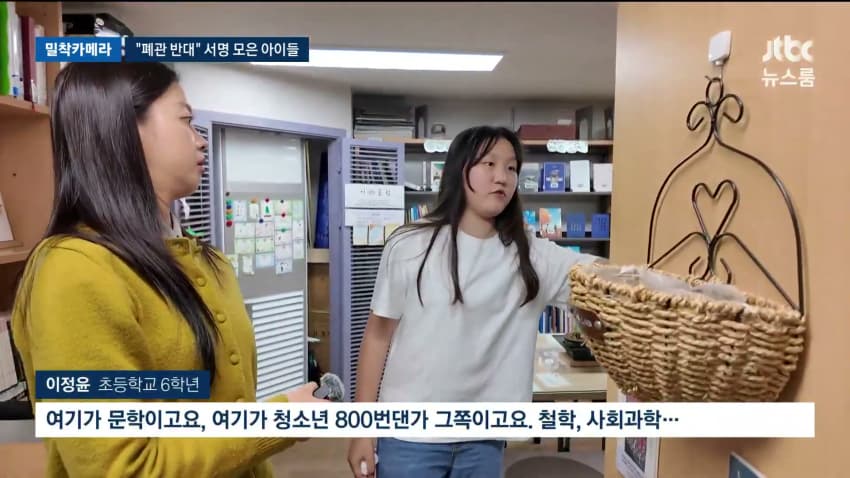 밀착카메라 "폐관 반대" 서명 모은 아이들
jtbc
뉴스룸
이정윤 초등학교 6학년
여기가 문학이고요, 여기가 청소년 800번댄가 그쪽이고요. 철학, 사회과학…